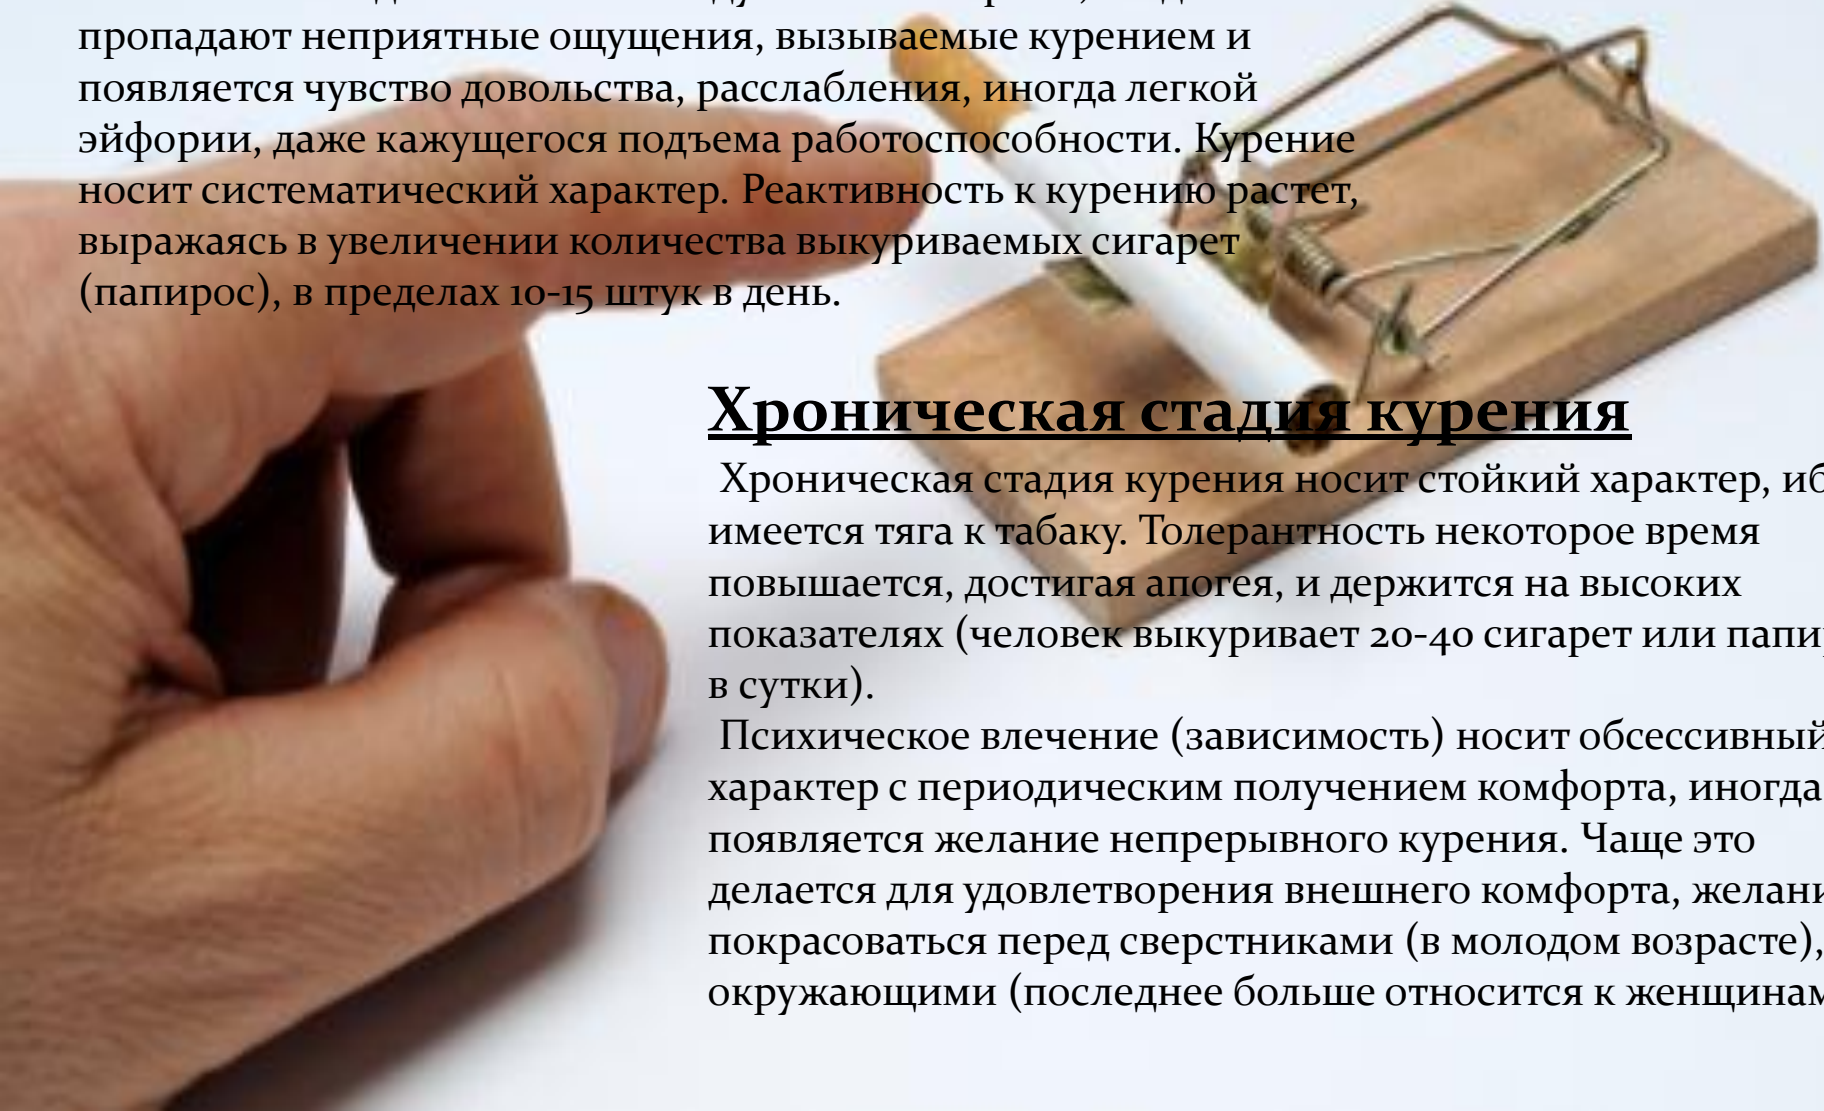 пропадают неприятные ощущения, вызываемые курением и
появляется чувство довольства, расслабления, иногда легкой
эйфории, даже кажущегося подъема работоспособности. Курение
носит систематический характер. Реактивность к курению растет,
выражаясь в увеличении количества выкуриваемых сигарет
(папирос), в пределах 10-15 штук в день.
Хроническая стадия курения
Хроническая стадия курения носит стойкий характер,
имеется тяга к табаку. Толерантность некоторое время
повышается, достигая апогея, и держится на высоких
показателях (человек выкуривает 20-40 сигарет или
в сутки).
Психическое влечение (зависимость) носит обсессивный
характер с периодическим получением комфорта, иногда
появляется желание непрерывного курения. Чаще это
делается для удовлетворения внешнего комфорта,
покрасоваться перед сверстниками (в молодом возрасте),
окружающими (последнее больше относится к женщинам